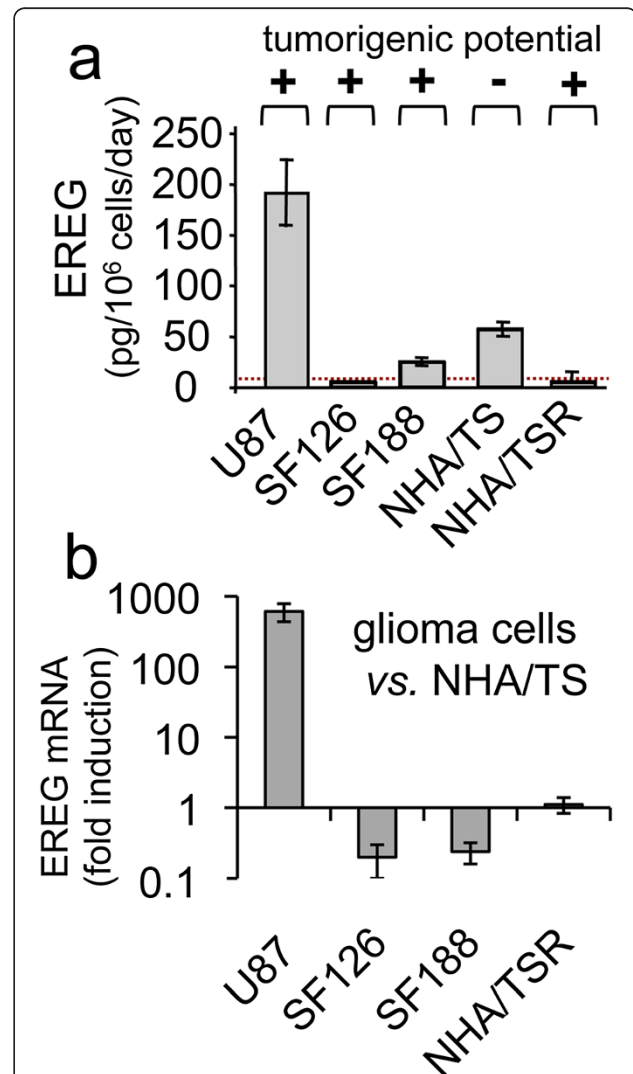 a
tumorigenic potential
+ + + - +
EREG
(pg/10⁶ cells/day)
250
200
150
100
50
0
U87
SF126
SF188
NHA/TS
NHA/TSR
b
EREG mRNA
(fold induction)
1000
100
10
1
0.1
glioma cells
vs. NHA/TS
U87
SF126
SF188
NHA/TSR